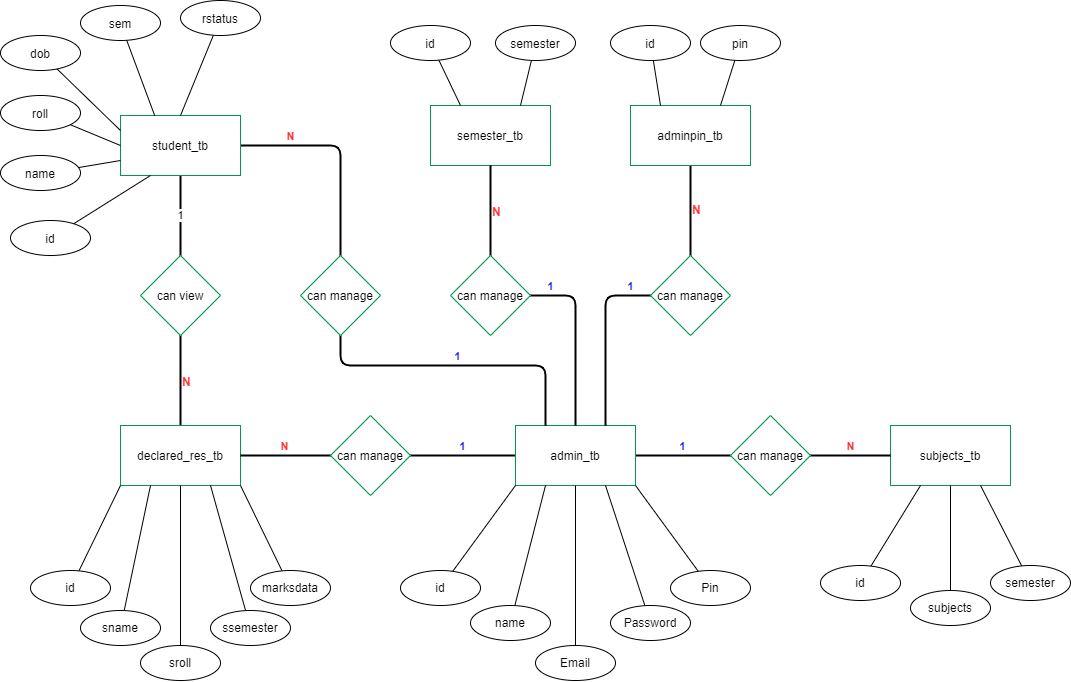 sem
rstatus
dob
roll
name
id
student_tb
N
1
id
semester
semester_tb
N
id
pin
adminpin_tb
N
can view
can manage
can manage
1
can manage
1
1
N
declared_res_tb
N
can manage
1
admin_tb
1
can manage
N
subjects_tb
id
sname
sroll
ssemester
marksdata
id
name
Email
Password
Pin
id
subjects
semester